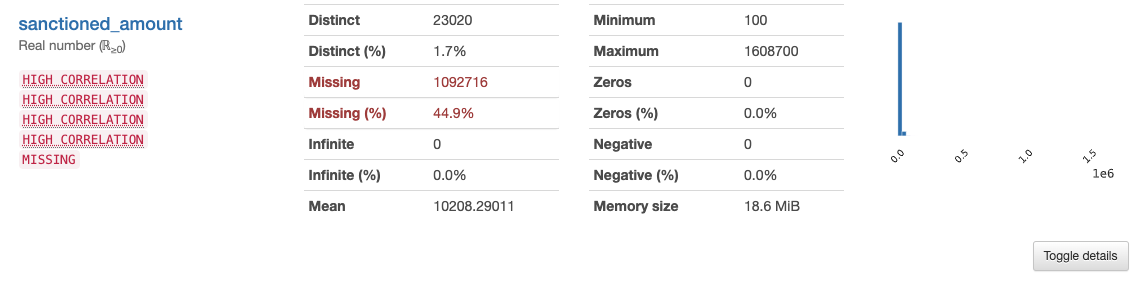 sanctioned_amount
Real number (ℝ≥0)
HIGH CORRELATION
HIGH CORRELATION
HIGH CORRELATION
HIGH CORRELATION
MISSING
Distinct 23020
Distinct (%) 1.7%
Missing 1092716
Missing (%) 44.9%
Infinite 0
Infinite (%) 0.0%
Mean 10208.29011
Minimum 100
Maximum 1608700
Zeros 0
Zeros (%) 0.0%
Negative 0
Negative (%) 0.0%
Memory size 18.6 MiB
0.0 0.5 1.0 1.5
1e6
Toggle details